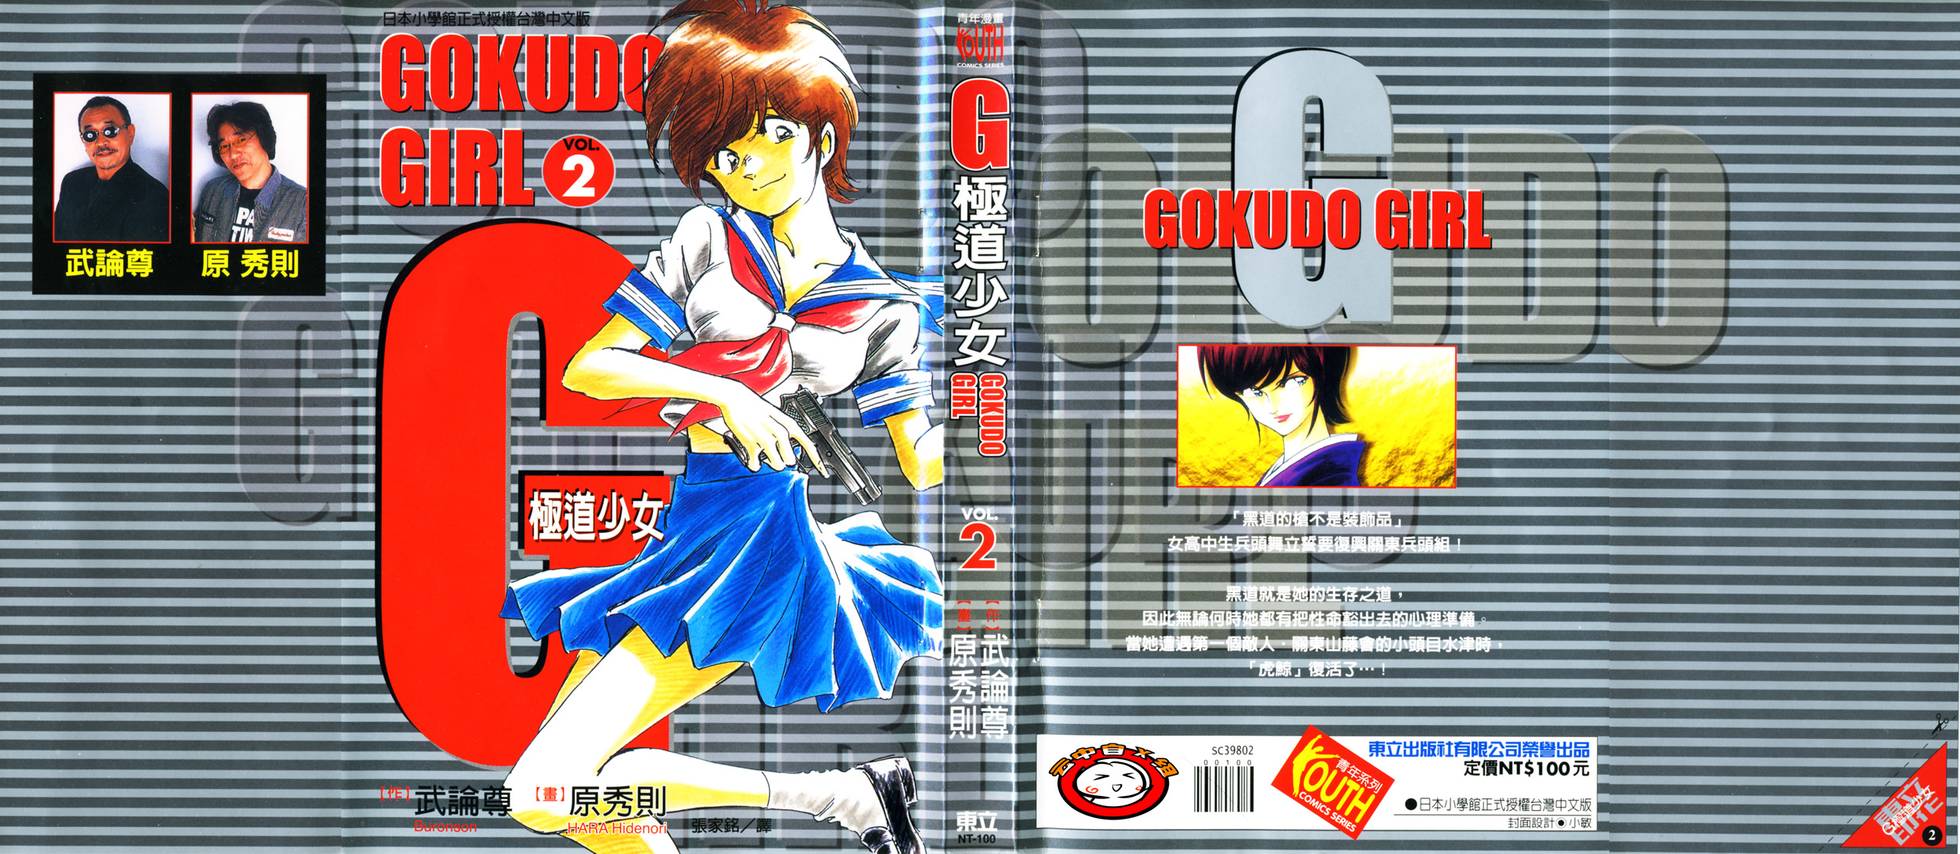 武論尊
原 秀則
日本小學館正式授權台灣中文版
GOKUDO
GIRL
VOL.
2
極道少女
【作】武論尊
Buronson
【畫】原秀則
HARA Hidenori
張家銘／譯
青年漫畫
YOUTH
COMICS SERIES
G
極道少女
GOKUDO
GIRL
VOL.
2
【作】武論尊
【畫】原秀則
東立
NT-100
G
GOKUDO GIRL
「黑道的槍不是裝飾品」
女高中生兵頭舞立誓要復興關東兵頭組！
黑道就是她的生存之道，
因此無論何時她都有把性命豁出去的心理準備。
當她遭遇第一個敵人‧關東山藤會的小頭目水津時，
「虎鯨」復活了…！
SC39802
00100
青年系列
YOUTH
COMICS SERIES
東立出版社有限公司榮譽出品
定價NT$100元
●日本小學館正式授權台灣中文版
封面設計●小敏
2